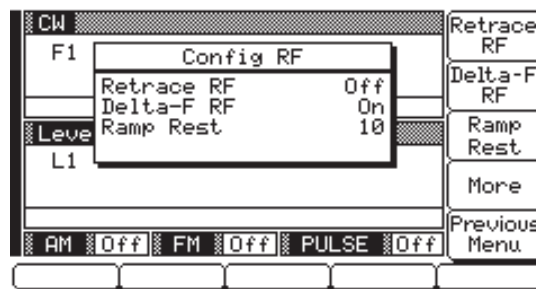 CW
F1
Config RF
Retrace RF Off
Delta-F RF On
Ramp Rest 10
Leve
L1
AM Off FM Off PULSE Off
Retrace
RF
Delta-F
RF
Ramp
Rest
More
Previous
Menu